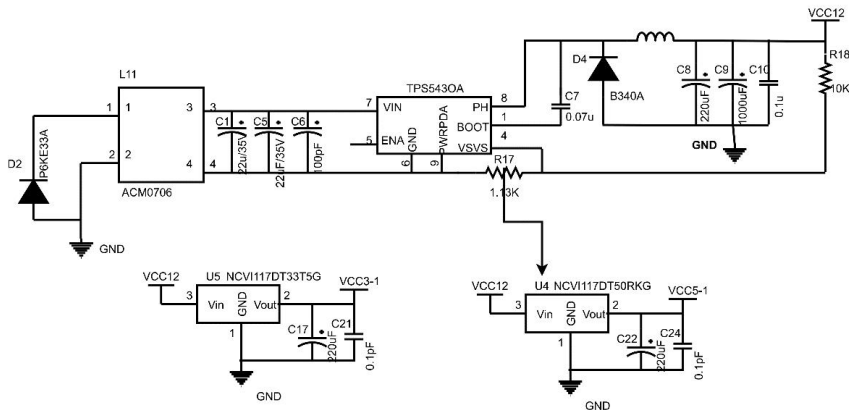 VCC12
L11
D4
C8
C9
C10
R18
TPS543OA
B340A
220uF
1000uF
0.1u
10K
1
1
3
3
7
VIN
PH
8
C7
0.07u
BOOT
1
GND
C1
C5
C6
22u/35V
22uF/35V
100pF
5
ENA
GND
PWRPDA
VSVS
4
D2
P6KE33A
2
2
4
4
6
9
R17
1.13K
ACM0706
GND
VCC12
U5 NCVI117DT33T5G
VCC3-1
3
Vin
GND
Vout
2
1
C17
220uF
C21
0.1pF
GND
VCC12
U4 NCVI117DT50RKG
VCC5-1
3
Vin
GND
Vout
2
1
C22
220uF
C24
0.1pF
GND